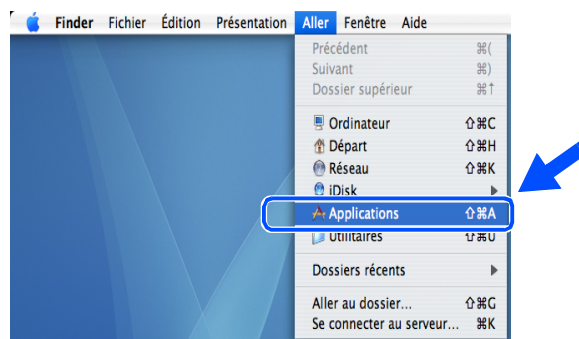 Finder Fichier Édition Présentation Aller Fenêtre Aide
Précédent ⌘(
Suivant ⌘)
Dossier supérieur ⌘↑
Ordinateur ⇧⌘C
Départ ⇧⌘H
Réseau ⇧⌘K
iDisk
Applications ⇧⌘A
Utilitaires ⇧⌘U
Dossiers récents
Aller au dossier... ⇧⌘G
Se connecter au serveur... ⌘K